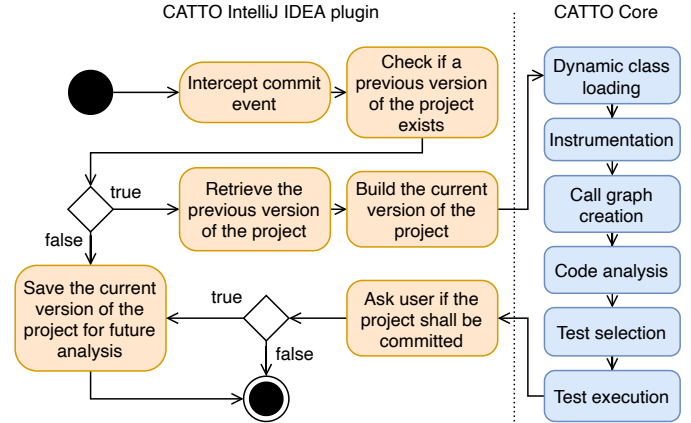 CATTO IntelliJ IDEA plugin
CATTO Core
Intercept commit
event
Check if a
previous version
of the project
exists
Dynamic class
loading
Instrumentation
true
Retrieve the
previous version
of the project
Build the current
version of the
project
Call graph
creation
false
Code analysis
Save the current
version of the
project for future
analysis
true
Ask user if the
project shall be
committed
false
Test selection
Test execution